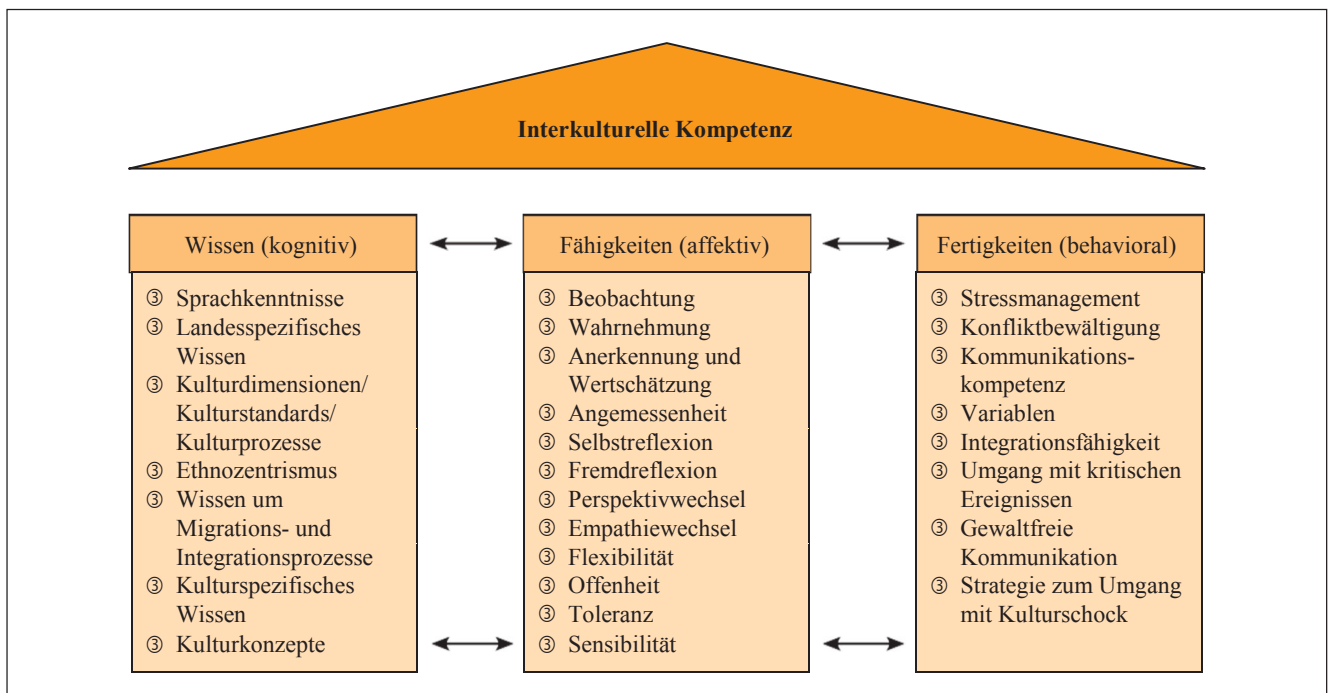 Interkulturelle Kompetenz
Wissen (kognitiv)
③ Sprachkenntnisse
③ Landesspezifisches
Wissen
③ Kulturdimensionen/
Kulturstandards/
Kulturprozesse
③ Ethnozentrismus
③ Wissen um
Migrations- und
Integrationsprozesse
③ Kulturspezifisches
Wissen
③ Kulturkonzepte
Fähigkeiten (affektiv)
③ Beobachtung
③ Wahrnehmung
③ Anerkennung und
Wertschätzung
③ Angemessenheit
③ Selbstreflexion
③ Fremdreflexion
③ Perspektivwechsel
③ Empathiewechsel
③ Flexibilität
③ Offenheit
③ Toleranz
③ Sensibilität
Fertigkeiten (behavioral)
③ Stressmanagement
③ Konfliktbewältigung
③ Kommunikations-
kompetenz
③ Variablen
③ Integrationsfähigkeit
③ Umgang mit kritischen
Ereignissen
③ Gewaltfreie
Kommunikation
③ Strategie zum Umgang
mit Kulturschock